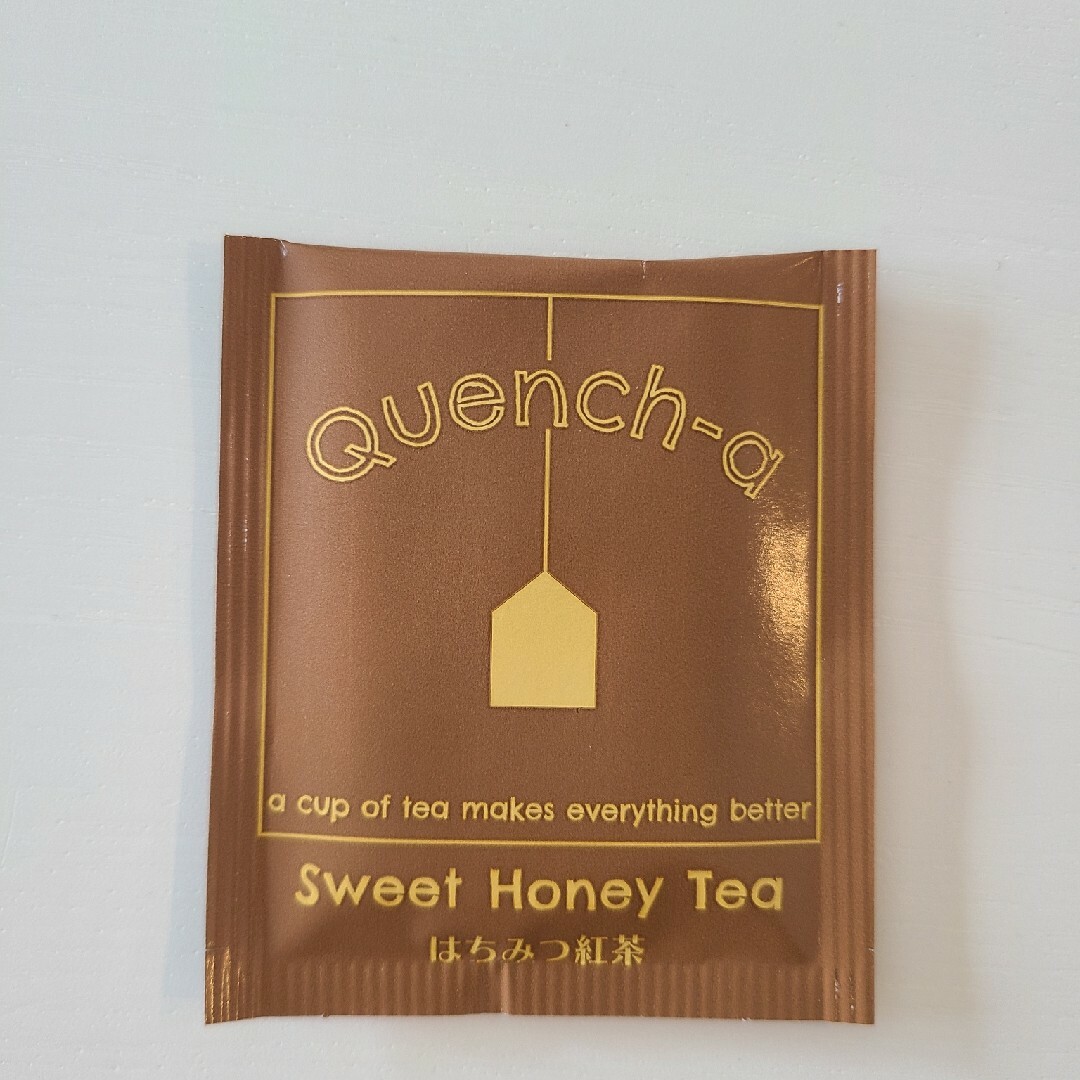 Quench-a
a cup of tea makes everything better
Sweet Honey Tea
はちみつ紅茶